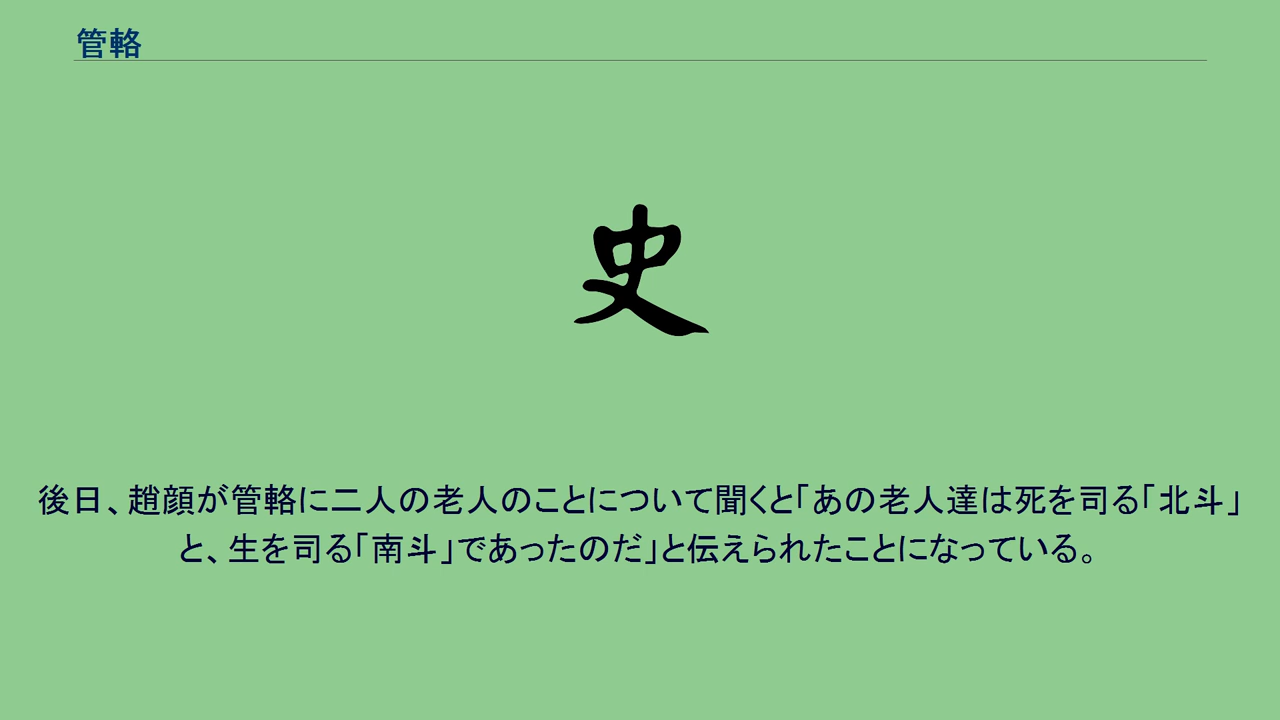 管輅
史
後日、趙顔が管輅に二人の老人のことについて聞くと「あの老人達は死を司る「北斗」
と、生を司る「南斗」であったのだ」と伝えられたことになっている。